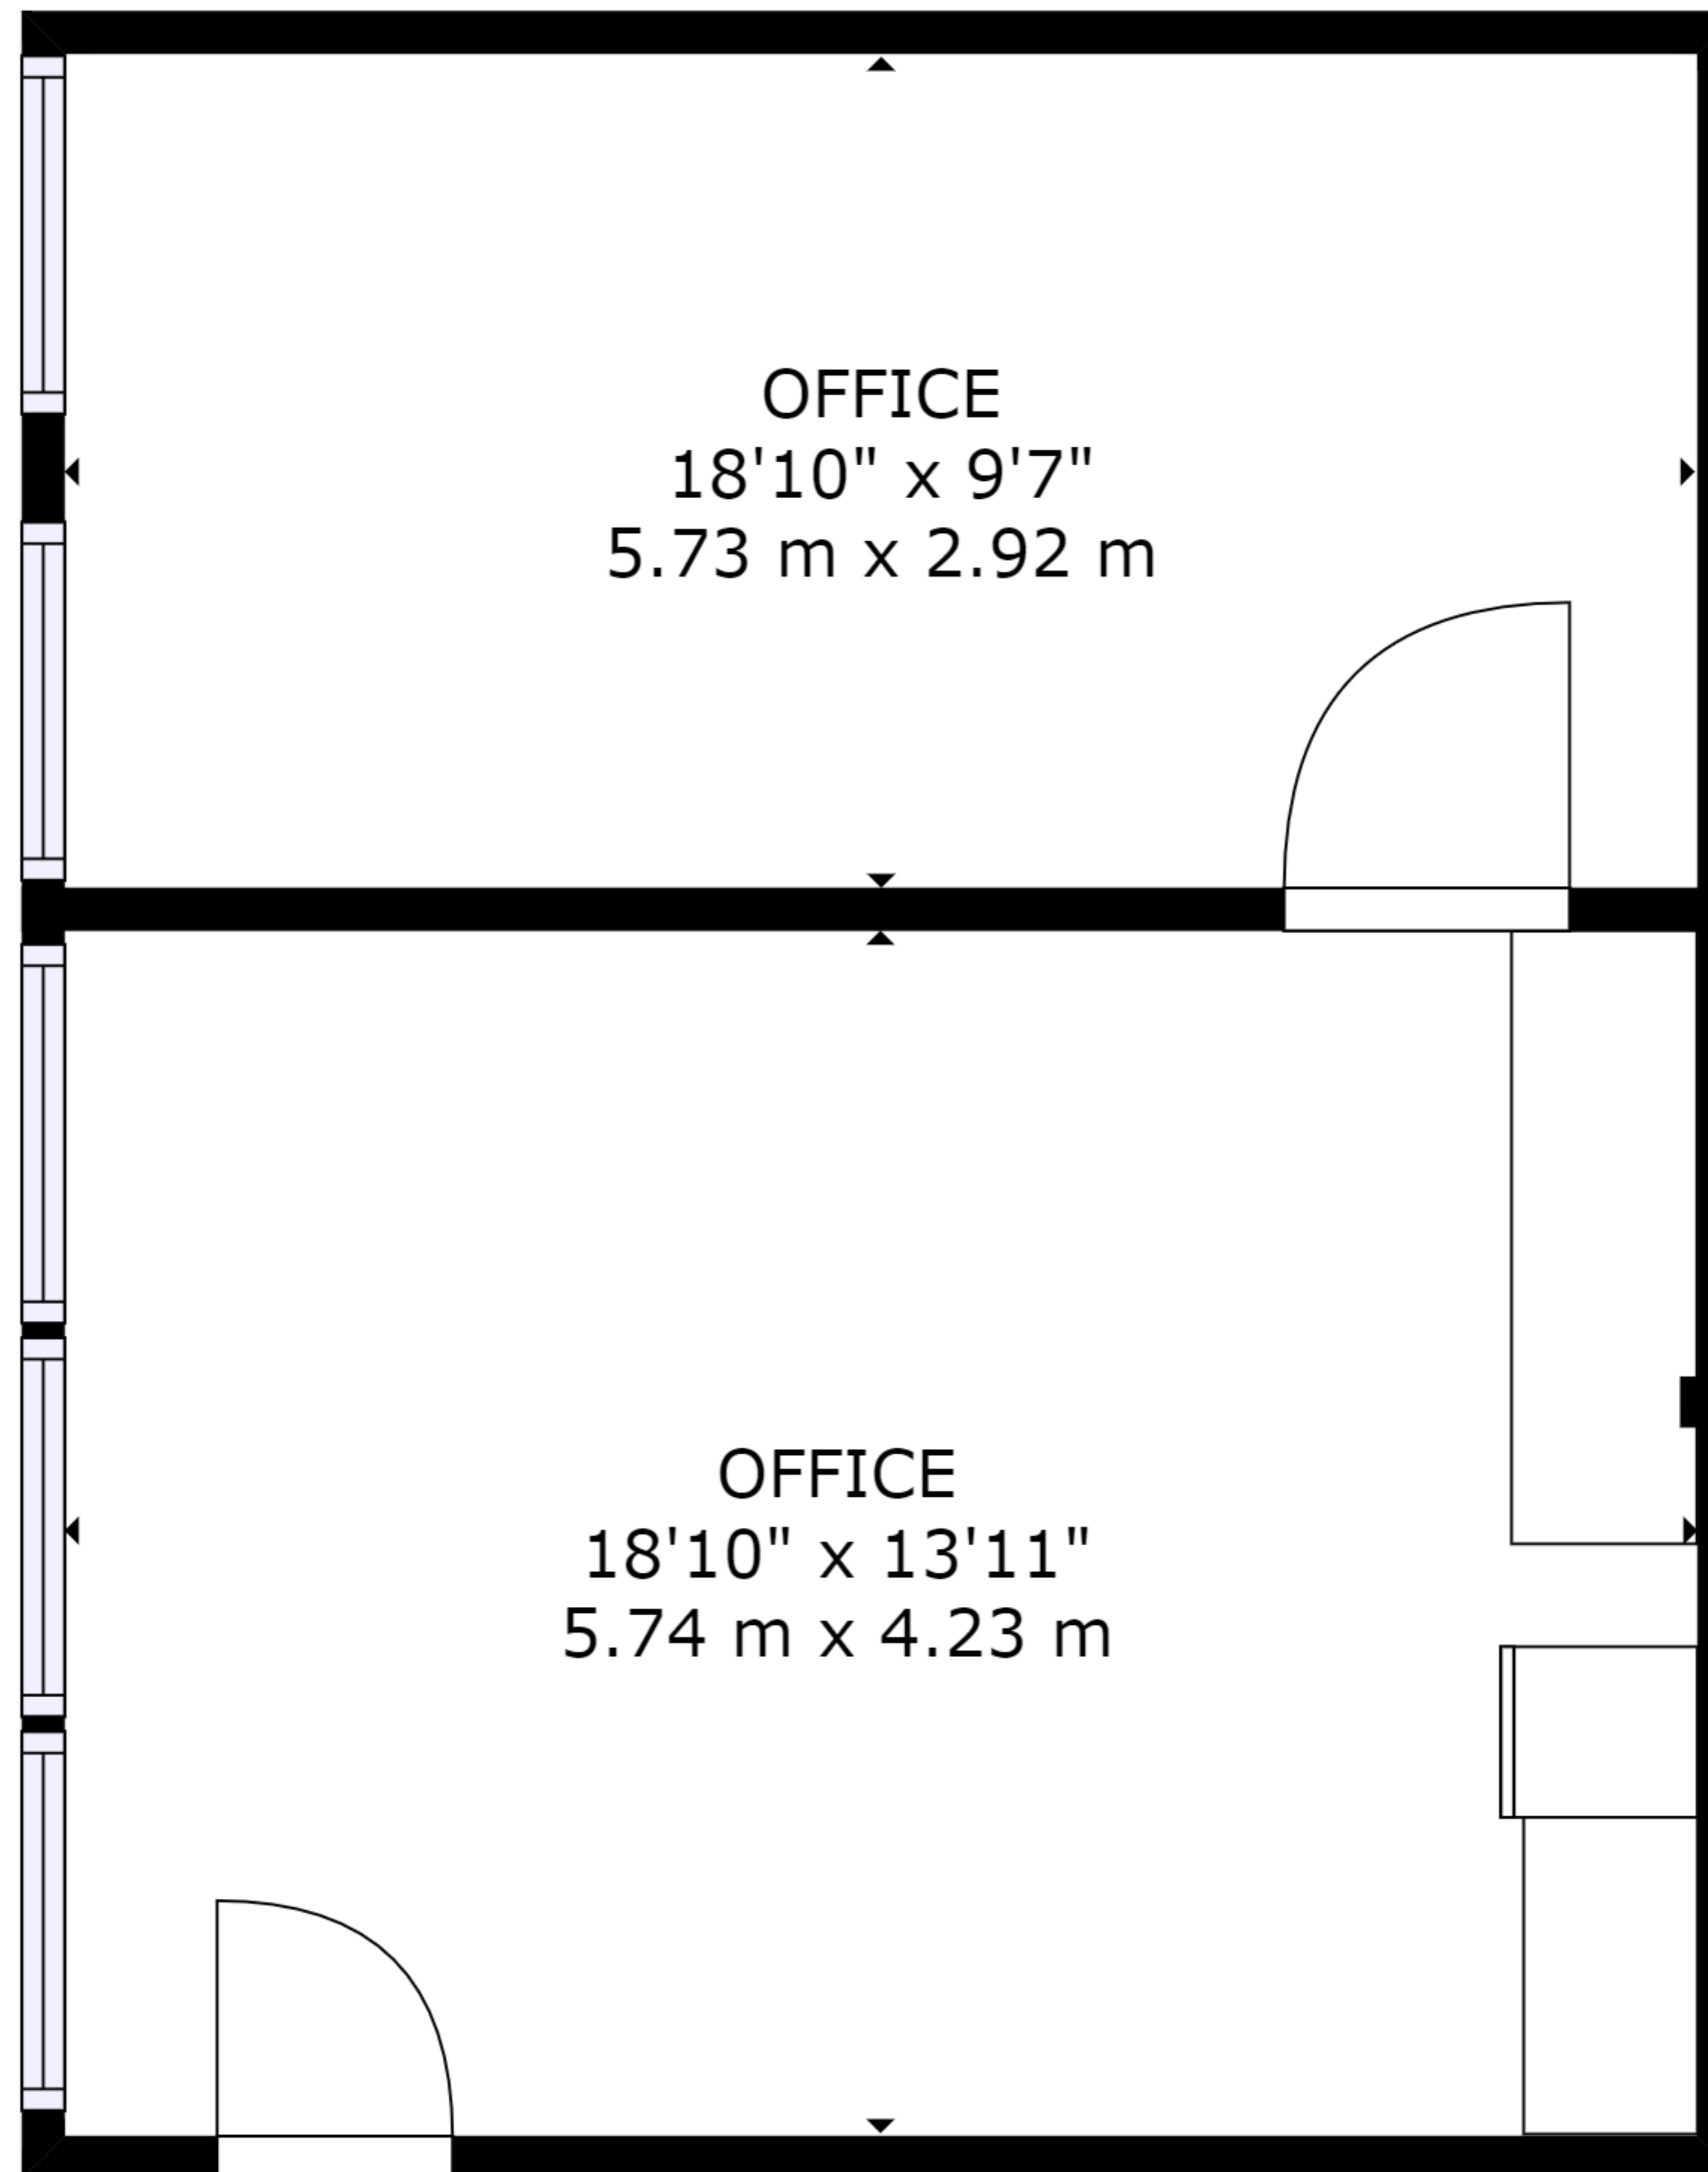 OFFICE
18'10" x 9'7"
5.73 m x 2.92 m
OFFICE
18'10" x 13'11"
5.74 m x 4.23 m